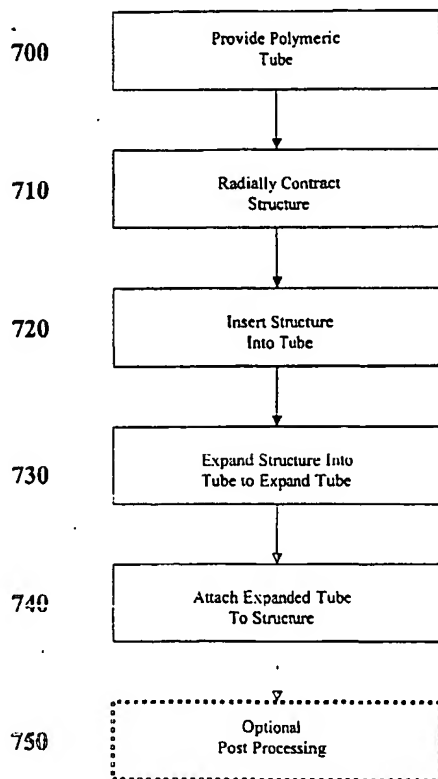 700
Provide Polymeric
Tube
710
Radially Contract
Structure
720
Insert Structure
Into Tube
730
Expand Structure Into
Tube to Expand Tube
740
Attach Expanded Tube
To Structure
750
Optional
Post Processing